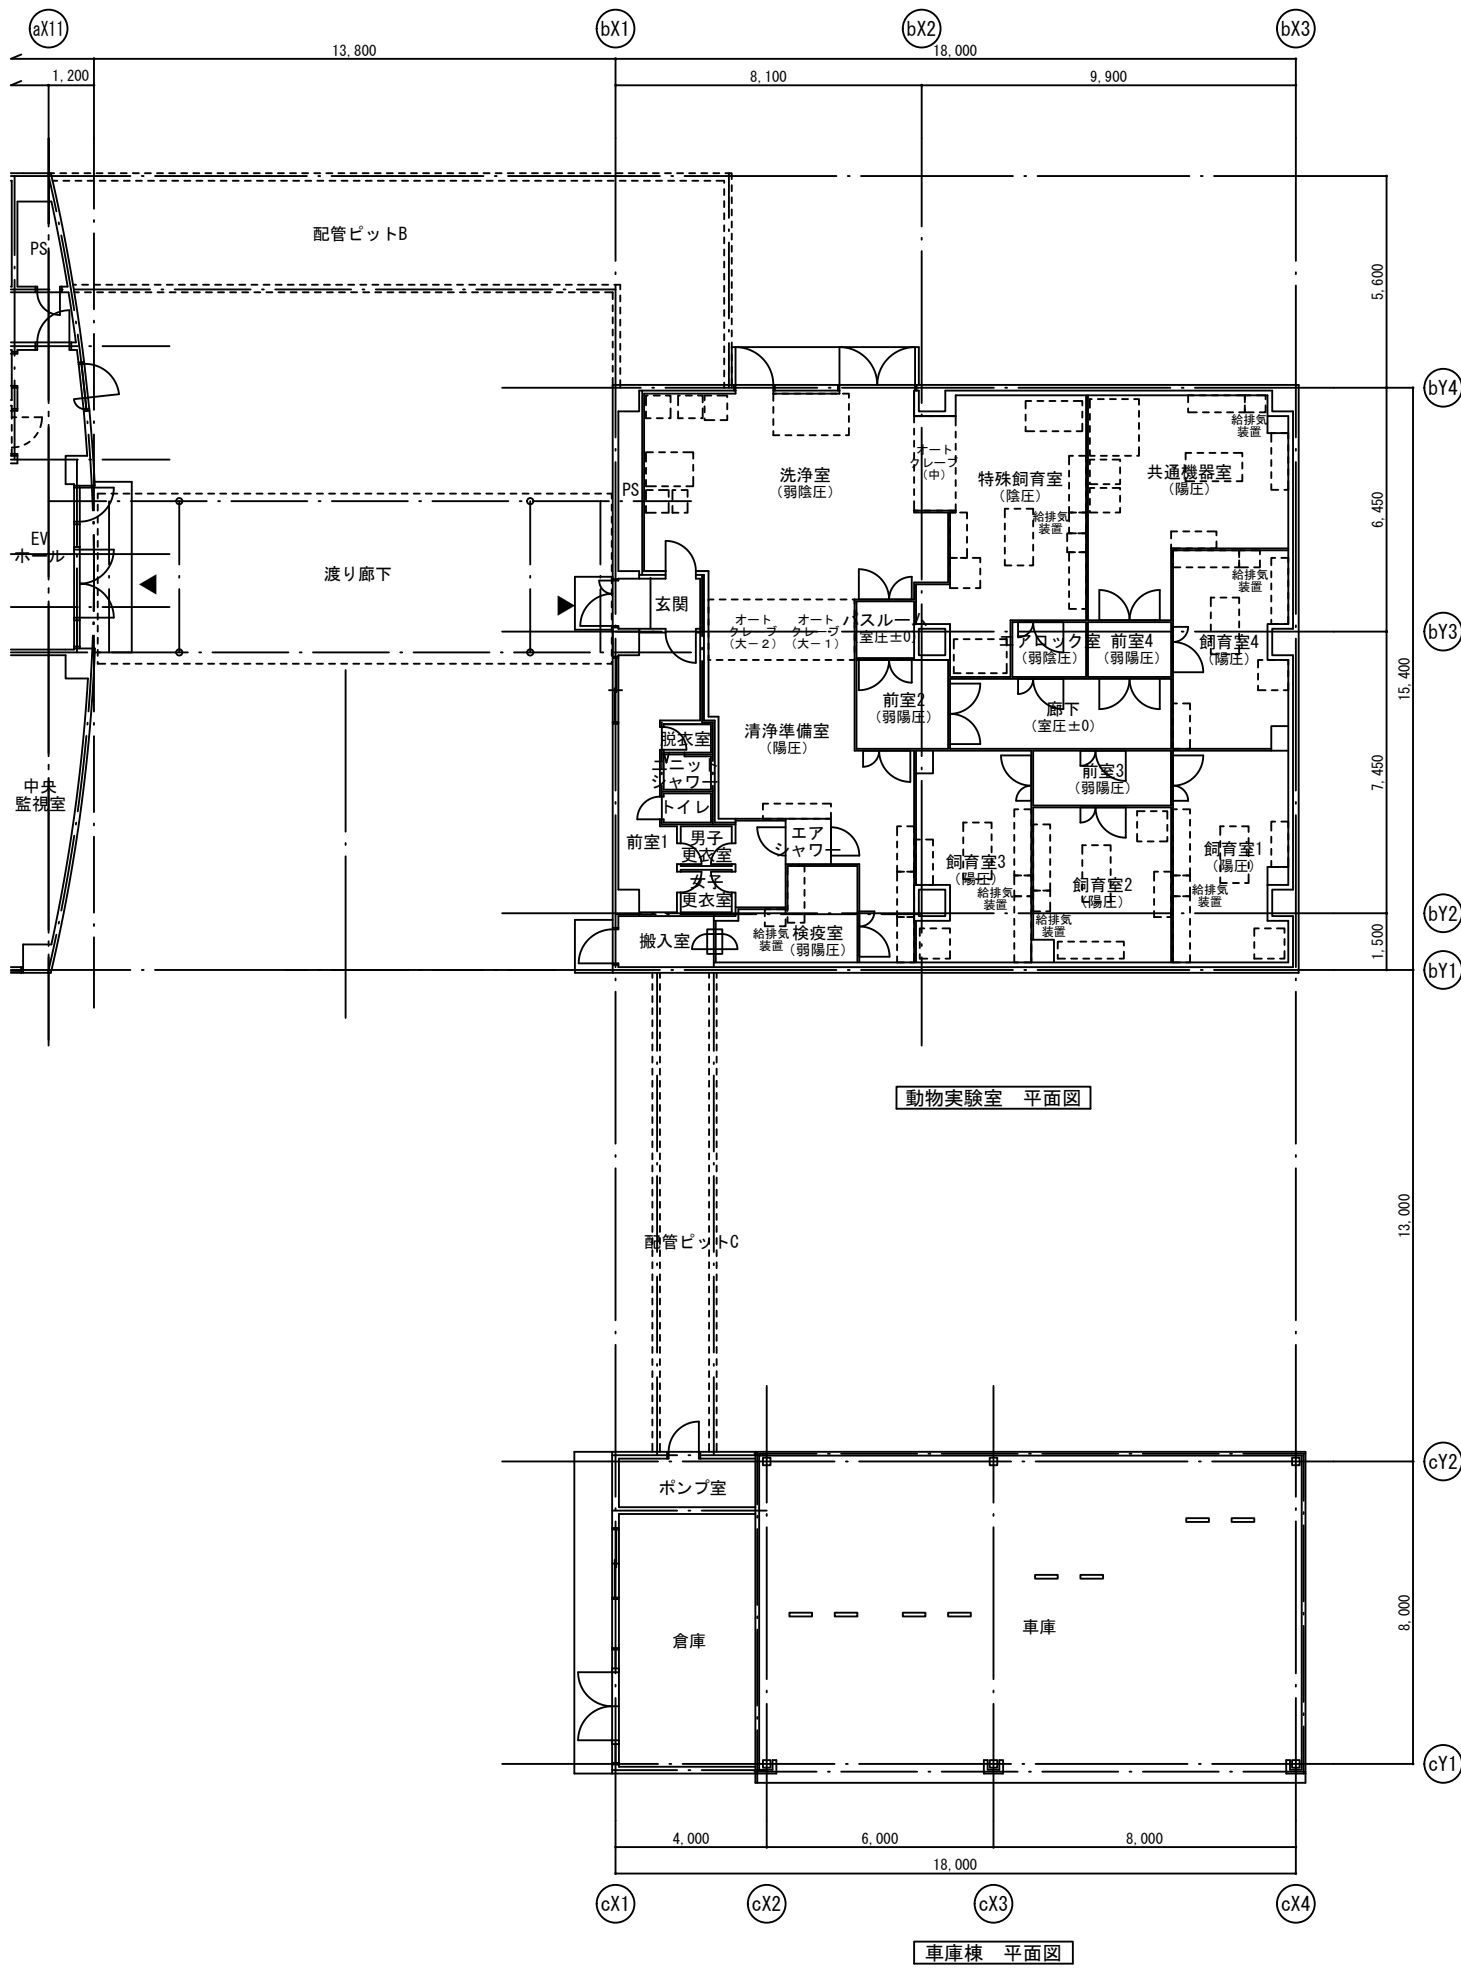 aX11
bX1
bX2
bX3
13,800
18,000
1,200
8,100
9,900
PS
配管ピットB
5,600
bY4
給排気
装置
オート
クレーブ
(中)
洗浄室
(弱陰圧)
特殊飼育室
(陰圧)
共通機器室
(陽圧)
PS
給排気
装置
6,450
EV
ホール
渡り廊下
玄関
オート
クレーブ
(大-2)
オート
クレーブ
(大-1)
パスルーム
(室圧±0)
エアロック室
(弱陰圧)
前室4
(弱陽圧)
給排気
装置
飼育室4
(陽圧)
bY3
15,400
前室2
(弱陽圧)
廊下
(室圧±0)
脱衣室
清浄準備室
(陽圧)
ユニット
シャワー
トイレ
前室3
(弱陽圧)
7,450
中央
監視室
前室1
男子
更衣室
エア
シャワー
女子
更衣室
飼育室3
(陽圧)
給排気
装置
飼育室2
(陽圧)
給排気
装置
飼育室1
(陽圧)
給排気
装置
bY2
搬入室
給排気
装置
検疫室
(弱陽圧)
1,500
bY1
動物実験室　平面図
13,000
配管ピットC
cY2
ポンプ室
倉庫
車庫
8,000
cY1
4,000
6,000
8,000
18,000
cX1
cX2
cX3
cX4
車庫棟　平面図